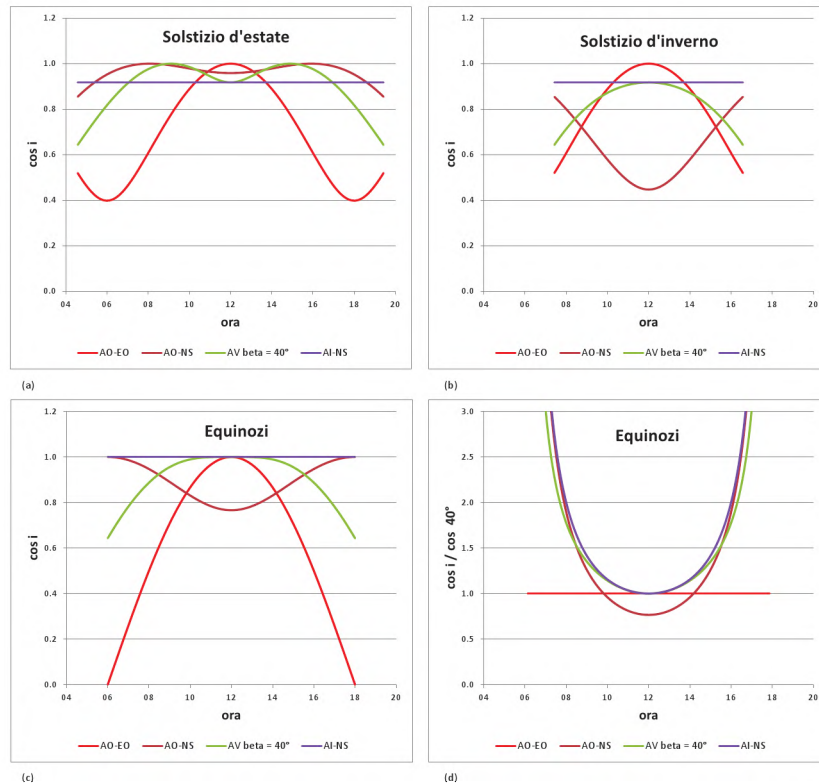 Solstizio d'estate
1.2
1.0
0.8
0.6
0.4
0.2
0.0
cos i
04 06 08 10 12 14 16 18 20
ora
AO-EO AO-NS AV beta = 40° AI-NS
(a)
Solstizio d'inverno
1.2
1.0
0.8
0.6
0.4
0.2
0.0
cos i
04 06 08 10 12 14 16 18 20
ora
AO-EO AO-NS AV beta = 40° AI-NS
(b)
Equinozi
1.2
1.0
0.8
0.6
0.4
0.2
0.0
cos i
04 06 08 10 12 14 16 18 20
ora
AO-EO AO-NS AV beta = 40° AI-NS
(c)
Equinozi
3.0
2.5
2.0
1.5
1.0
0.5
0.0
cos i / cos 40°
04 06 08 10 12 14 16 18 20
ora
AO-EO AO-NS AV beta = 40° AI-NS
(d)